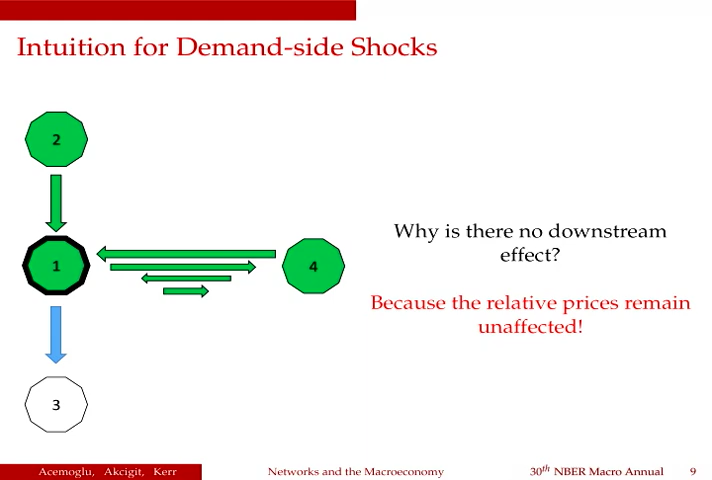 Intuition for Demand-side Shocks
2
1
4
3
Why is there no downstream
effect?
Because the relative prices remain
unaffected!
Acemoglu, Akcigit, Kerr
Networks and the Macroeconomy
30th NBER Macro Annual
9